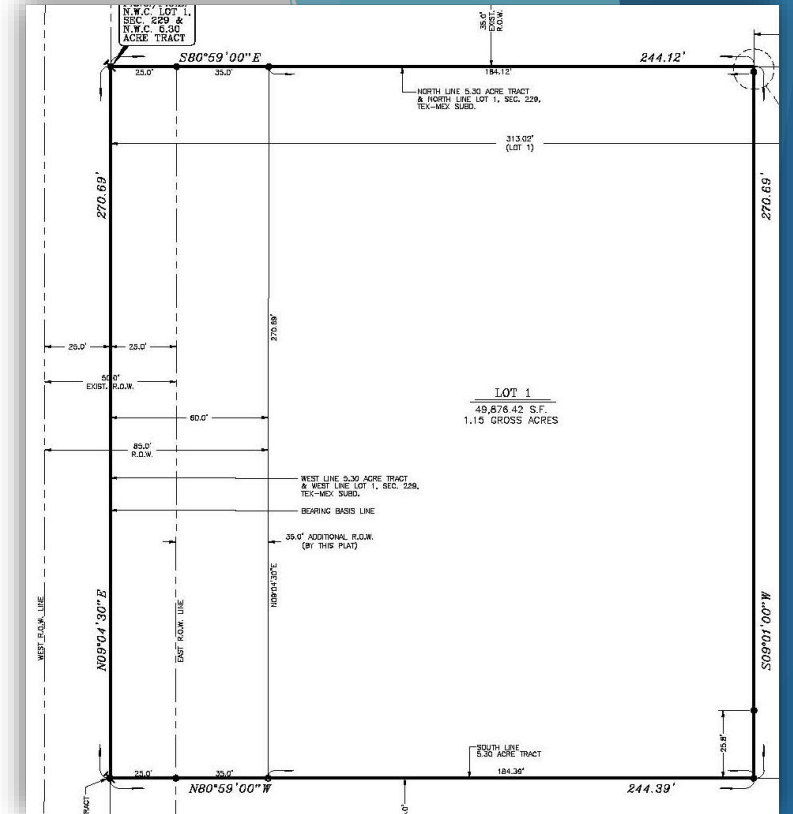 N.W.C. LOT 1,
SEC. 229 &
N.W.C. 5.30
ACRE TRACT
S80°59'00"E
244.12'
35.0'
EXIST.
R.O.W.
25.0'
35.0'
184.12'
NORTH LINE 5.30 ACRE TRACT
& NORTH LINE LOT 1, SEC. 229,
TEX-MEX SUBD.
313.02'
(LOT 1)
270.69'
270.69'
270.69'
25.0'
25.0'
50.0'
EXIST. R.O.W.
60.0'
85.0'
R.O.W.
LOT 1
49,876.42 S.F.
1.15 GROSS ACRES
WEST LINE 5.30 ACRE TRACT
& WEST LINE LOT 1, SEC. 229,
TEX-MEX SUBD.
BEARING BASIS LINE
35.0' ADDITIONAL R.O.W.
(BY THIS PLAT)
WEST R.O.W. LINE
N09°04'30"E
EAST R.O.W. LINE
N09°04'30"E
S09°01'00"W
25.8'
SOUTH LINE
5.30 ACRE TRACT
25.0'
35.0'
184.39'
N80°59'00"W
244.39'